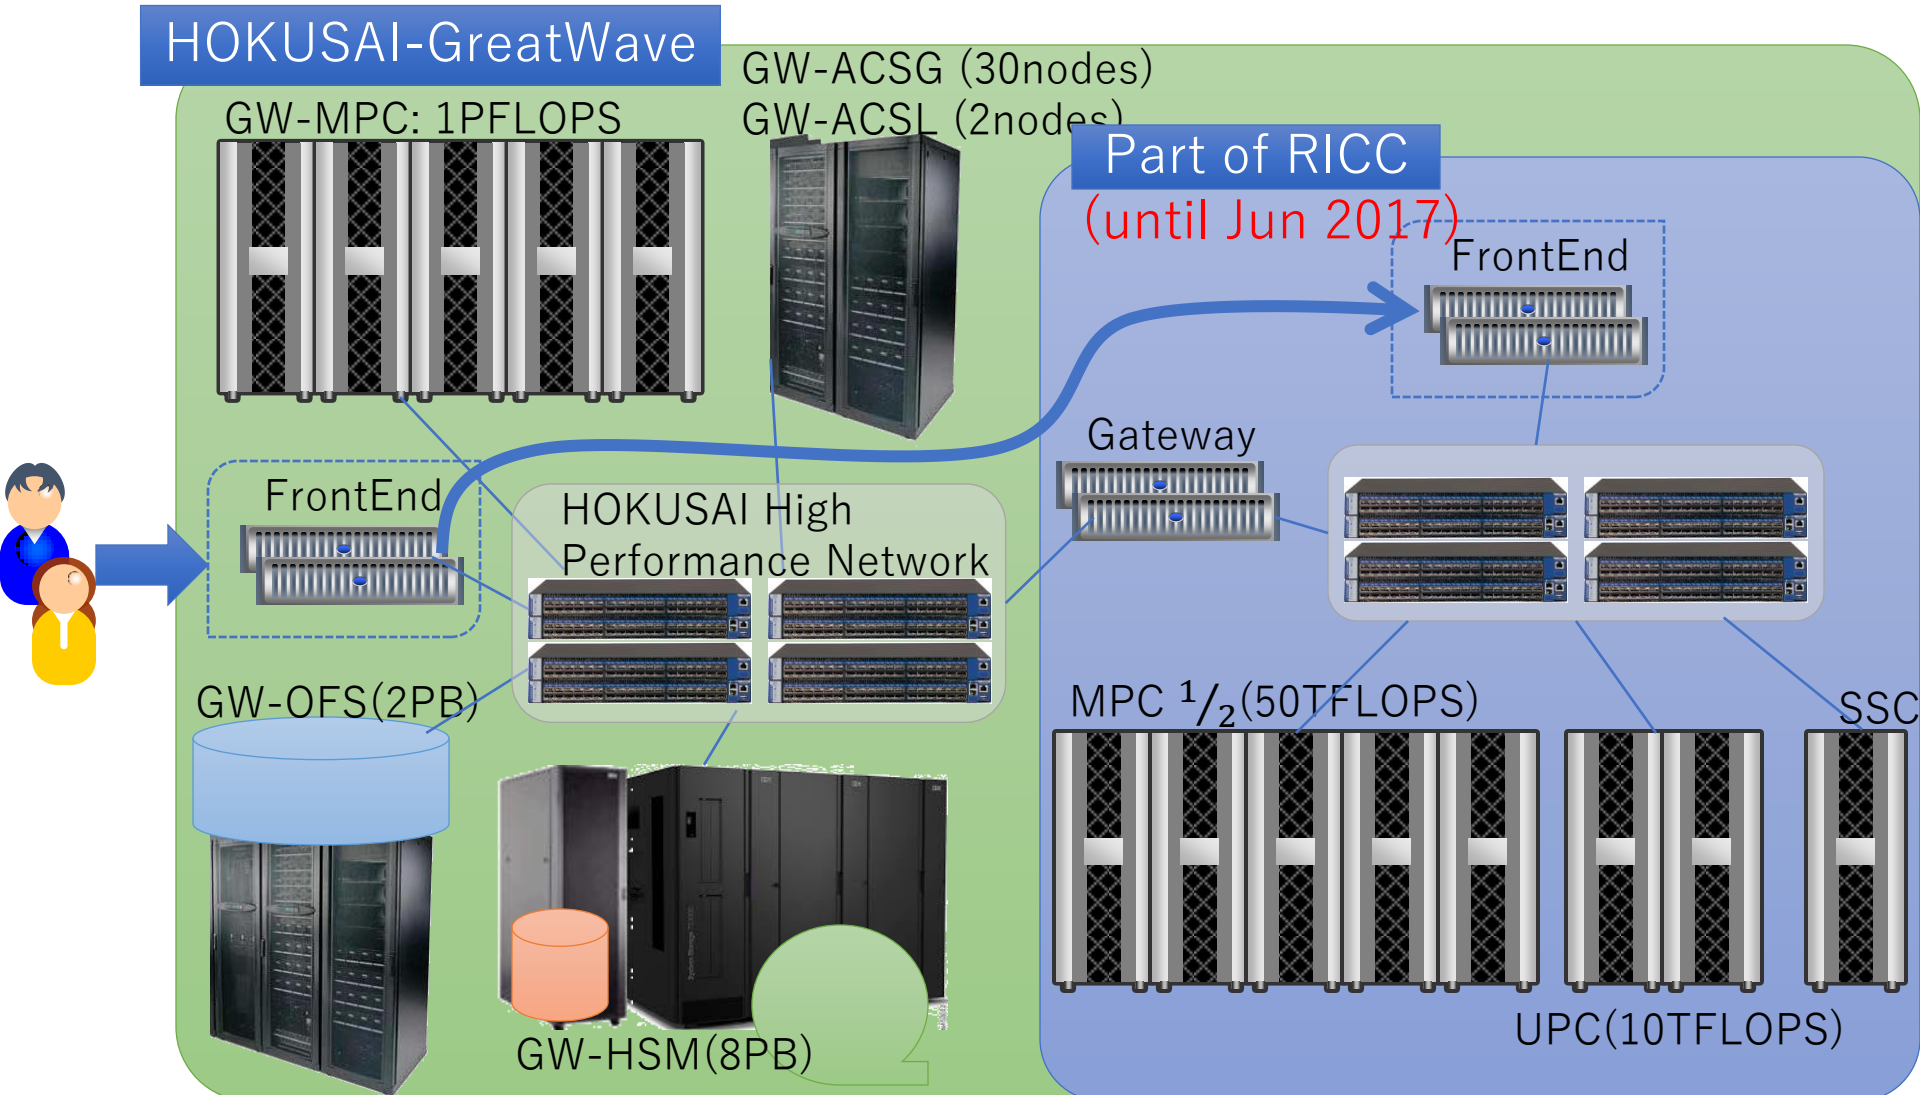 HOKUSAI-GreatWave
GW-MPC: 1PFLOPS
GW-ACSG (30nodes)
GW-ACSL (2nodes)
Part of RICC
(until Jun 2017)
FrontEnd
Gateway
FrontEnd
HOKUSAI High
Performance Network
GW-OFS(2PB)
MPC 1/2(50TFLOPS)
SSC
UPC(10TFLOPS)
GW-HSM(8PB)